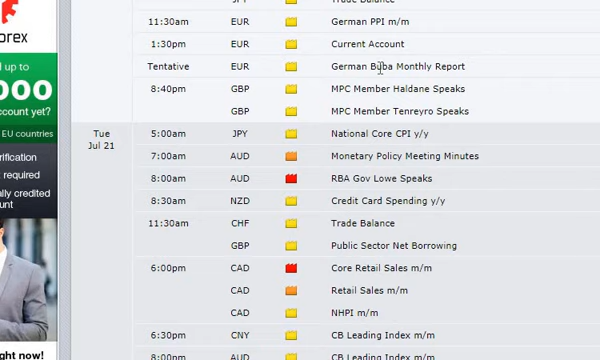 Trade Balance
11:30am EUR German PPI m/m
1:30pm EUR Current Account
Tentative EUR German Buba Monthly Report
8:40pm GBP MPC Member Haldane Speaks
GBP MPC Member Tenreyro Speaks
Tue
Jul 21
5:00am JPY National Core CPI y/y
7:00am AUD Monetary Policy Meeting Minutes
8:00am AUD RBA Gov Lowe Speaks
8:30am NZD Credit Card Spending y/y
11:30am CHF Trade Balance
GBP Public Sector Net Borrowing
6:00pm CAD Core Retail Sales m/m
CAD Retail Sales m/m
CAD NHPI m/m
6:30pm CNY CB Leading Index m/m
8:00pm AUD CB Leading Index m/m
orex
d up to
000
ccount yet?
EU countries
rification
required
ally credited
unt
ght now!